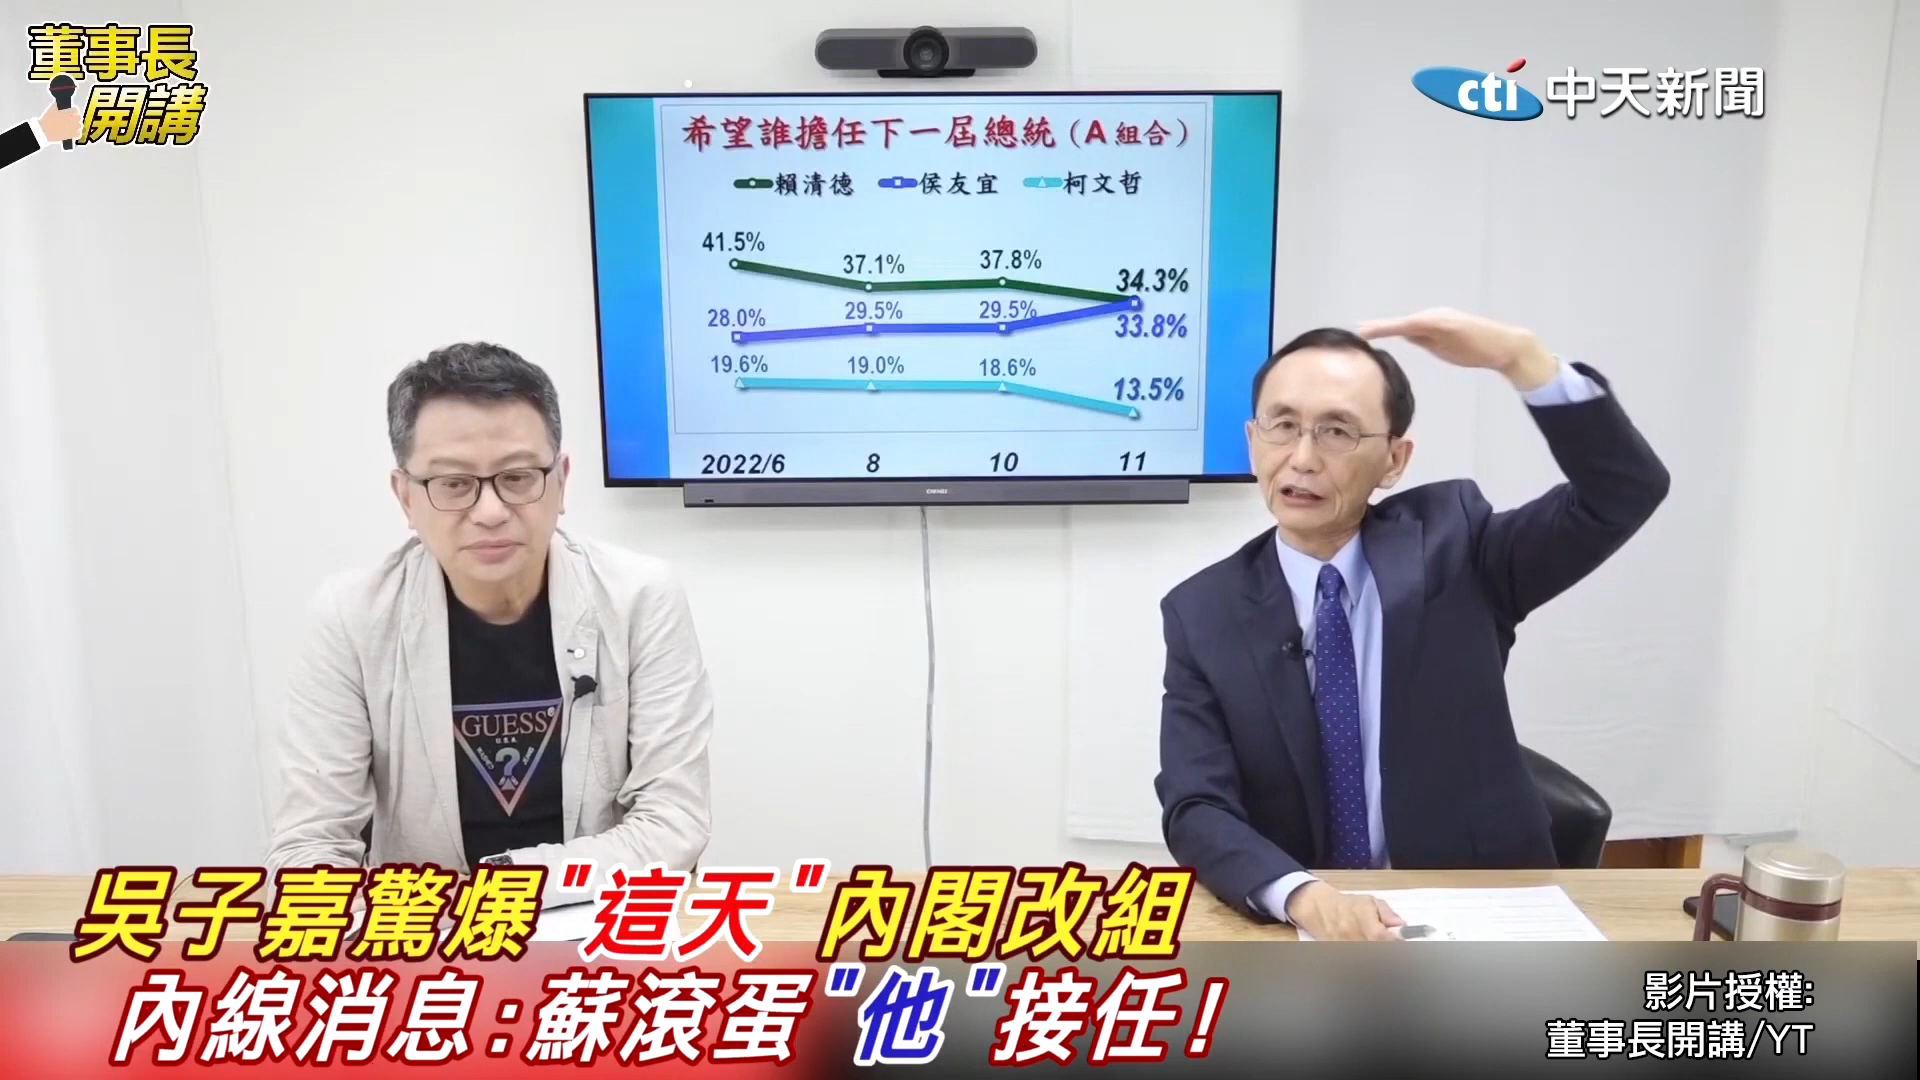 董事長
開講
cti 中天新聞
希望誰擔任下一屆總統(A組合)
賴清德 侯友宜 柯文哲
41.5% 37.1% 37.8% 34.3%
28.0% 29.5% 29.5% 33.8%
19.6% 19.0% 18.6% 13.5%
2022/6 8 10 11
GUESS
?
吳子嘉驚爆"這天"內閣改組
內線消息:蘇滾蛋"他"接任!
影片授權:
董事長開講/YT